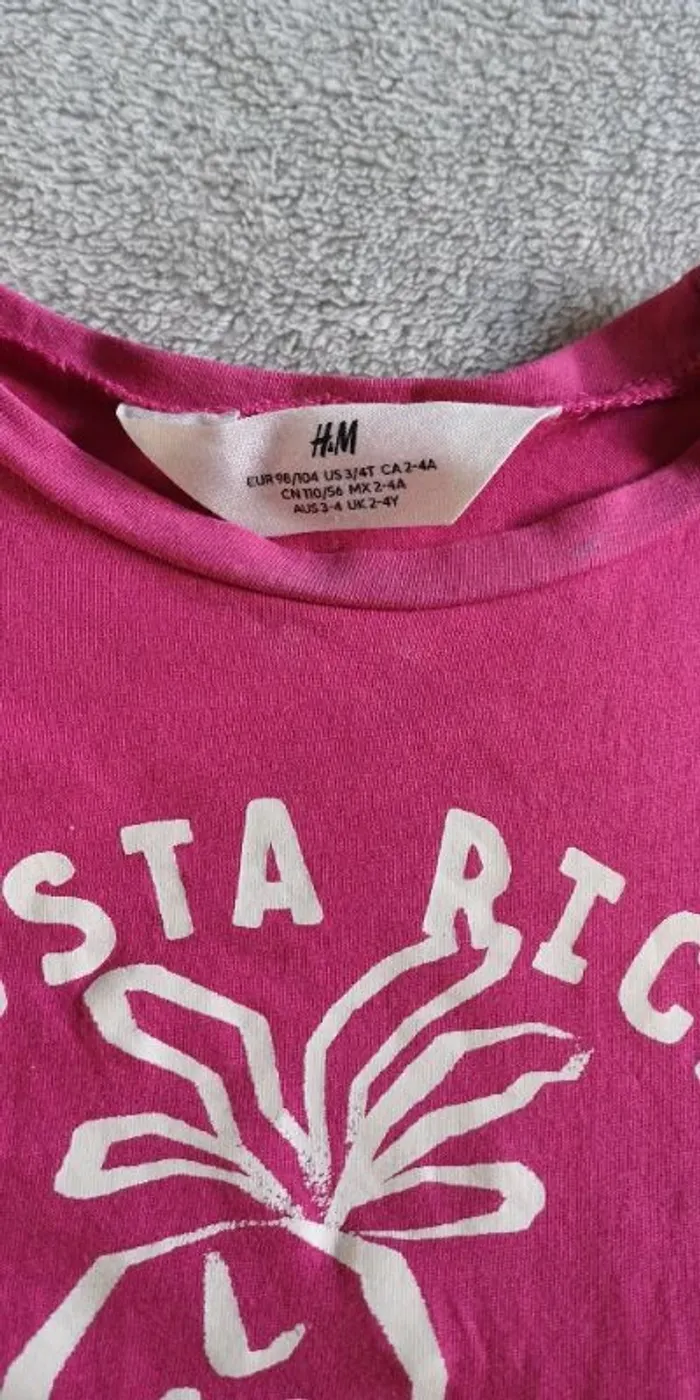 H&M
EUR 98/104 US 3/4T CA 2-4A
CN 110/56 MX 2-4A
AUS 3-4 UK 2-4Y
STA RIC
L